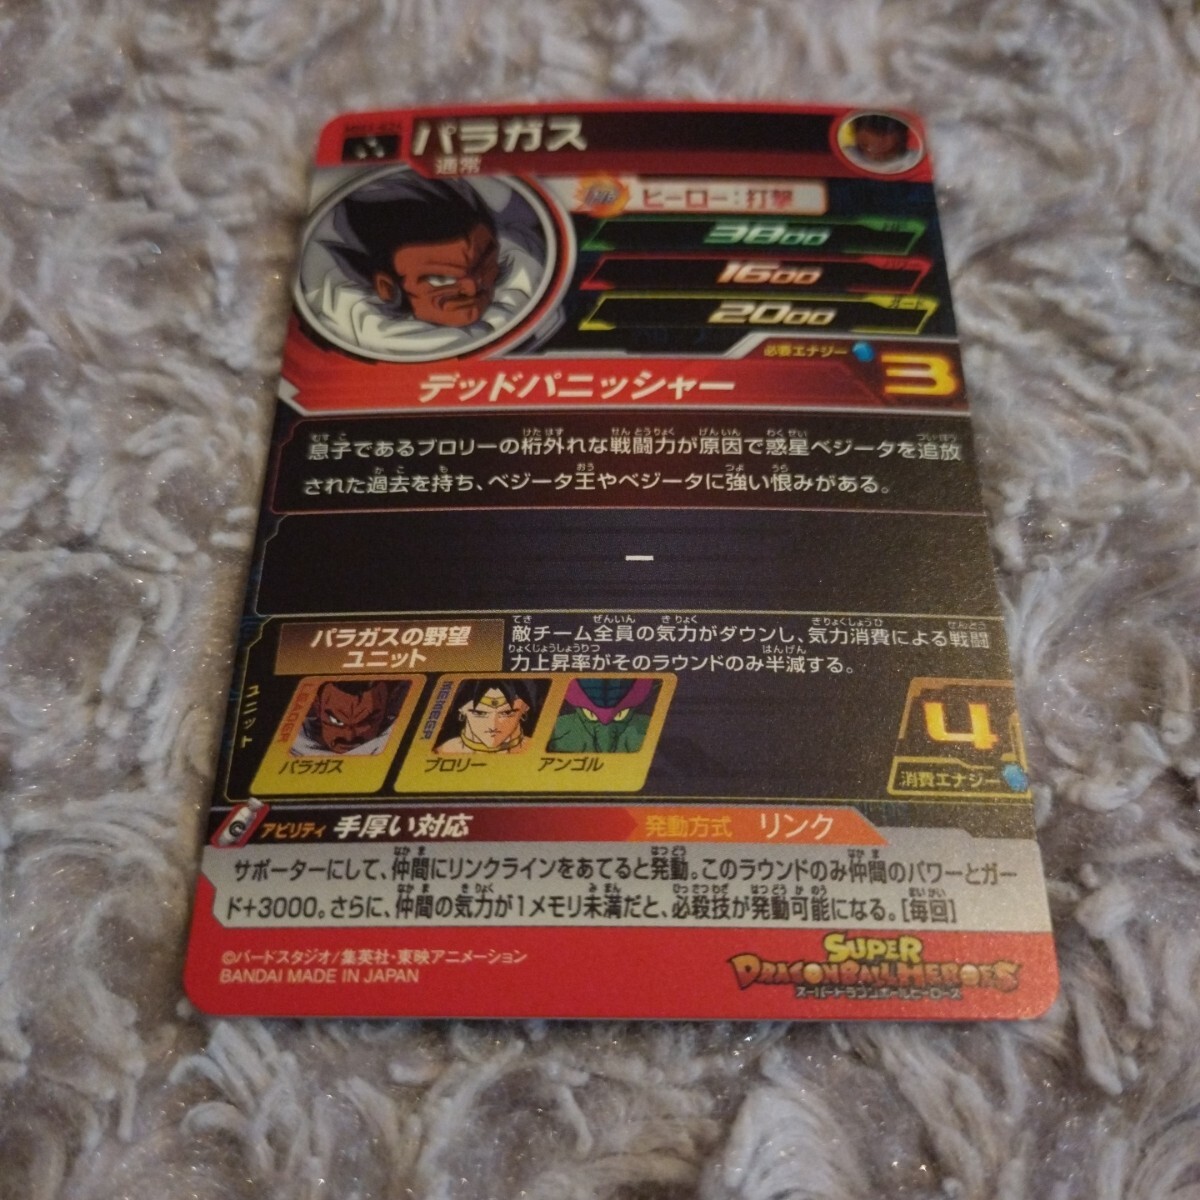 パラガス
通常
ヒーロー：打撃
3800
1600
2000
ガード
必要エナジー
3
デッドパニッシャー
息子であるブロリーの桁外れな戦闘力が原因で惑星ベジータを追放
された過去を持ち、ベジータ王やベジータに強い恨みがある。
ー
パラガスの野望
ユニット
敵チーム全員の気力がダウンし、気力消費による戦闘
力上昇率がそのラウンドのみ半減する。
ユニット
LEADER
パラガス
MEMBER
ブロリー
アンゴル
4
消費エナジー
アビリティ 手厚い対応
発動方式 リンク
サポーターにして、仲間にリンクラインをあてると発動。このラウンドのみ仲間のパワーとガー
ド+3000。さらに、仲間の気力が1メモリ未満だと、必殺技が発動可能になる。[毎回]
©バードスタジオ/集英社・東映アニメーション
BANDAI MADE IN JAPAN
SUPER
DRAGONBALL HEROES
スーパードラゴンボールヒーローズ